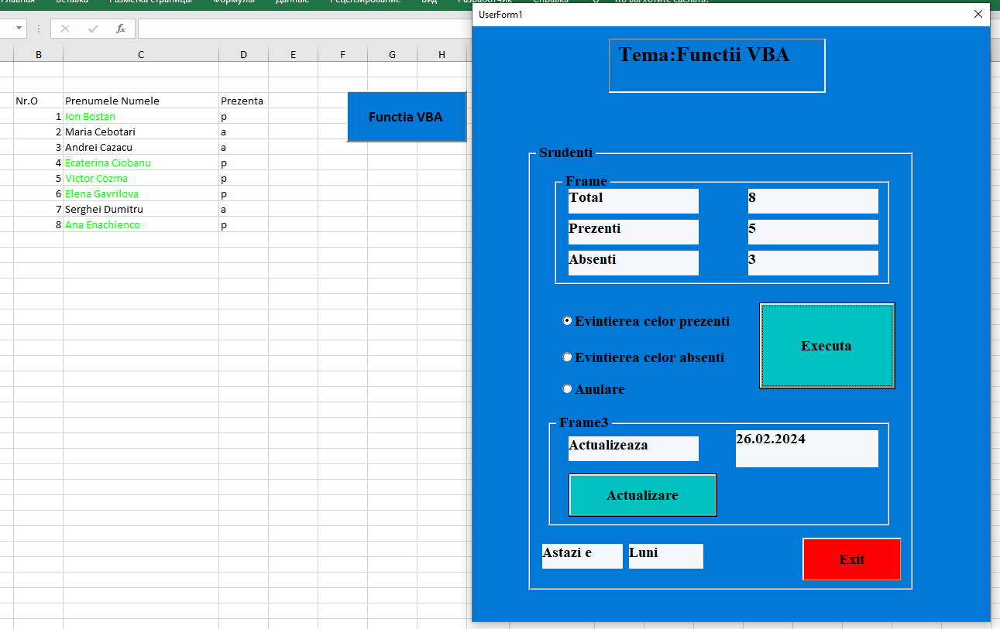 Главная Вставка Разметка страницы Формулы Данные Рецензирование Вид Разработчик Справка Что вы хотите сделать?
UserForm1
fx
B C D E F G H
Nr.O Prenumele Numele Prezenta
1 Ion Bostan p
2 Maria Cebotari a
3 Andrei Cazacu a
4 Ecaterina Ciobanu p
5 Victor Cozma p
6 Elena Gavrilova p
7 Serghei Dumitru a
8 Ana Enachienco p
Functia VBA
Tema:Functii VBA
Srudenti
Frame
Total 8
Prezenti 5
Absenti 3
Evintierea celor prezenti
Evintierea celor absenti
Anulare
Executa
Frame3
Actualizeaza 26.02.2024
Actualizare
Astazi e Luni
Exit